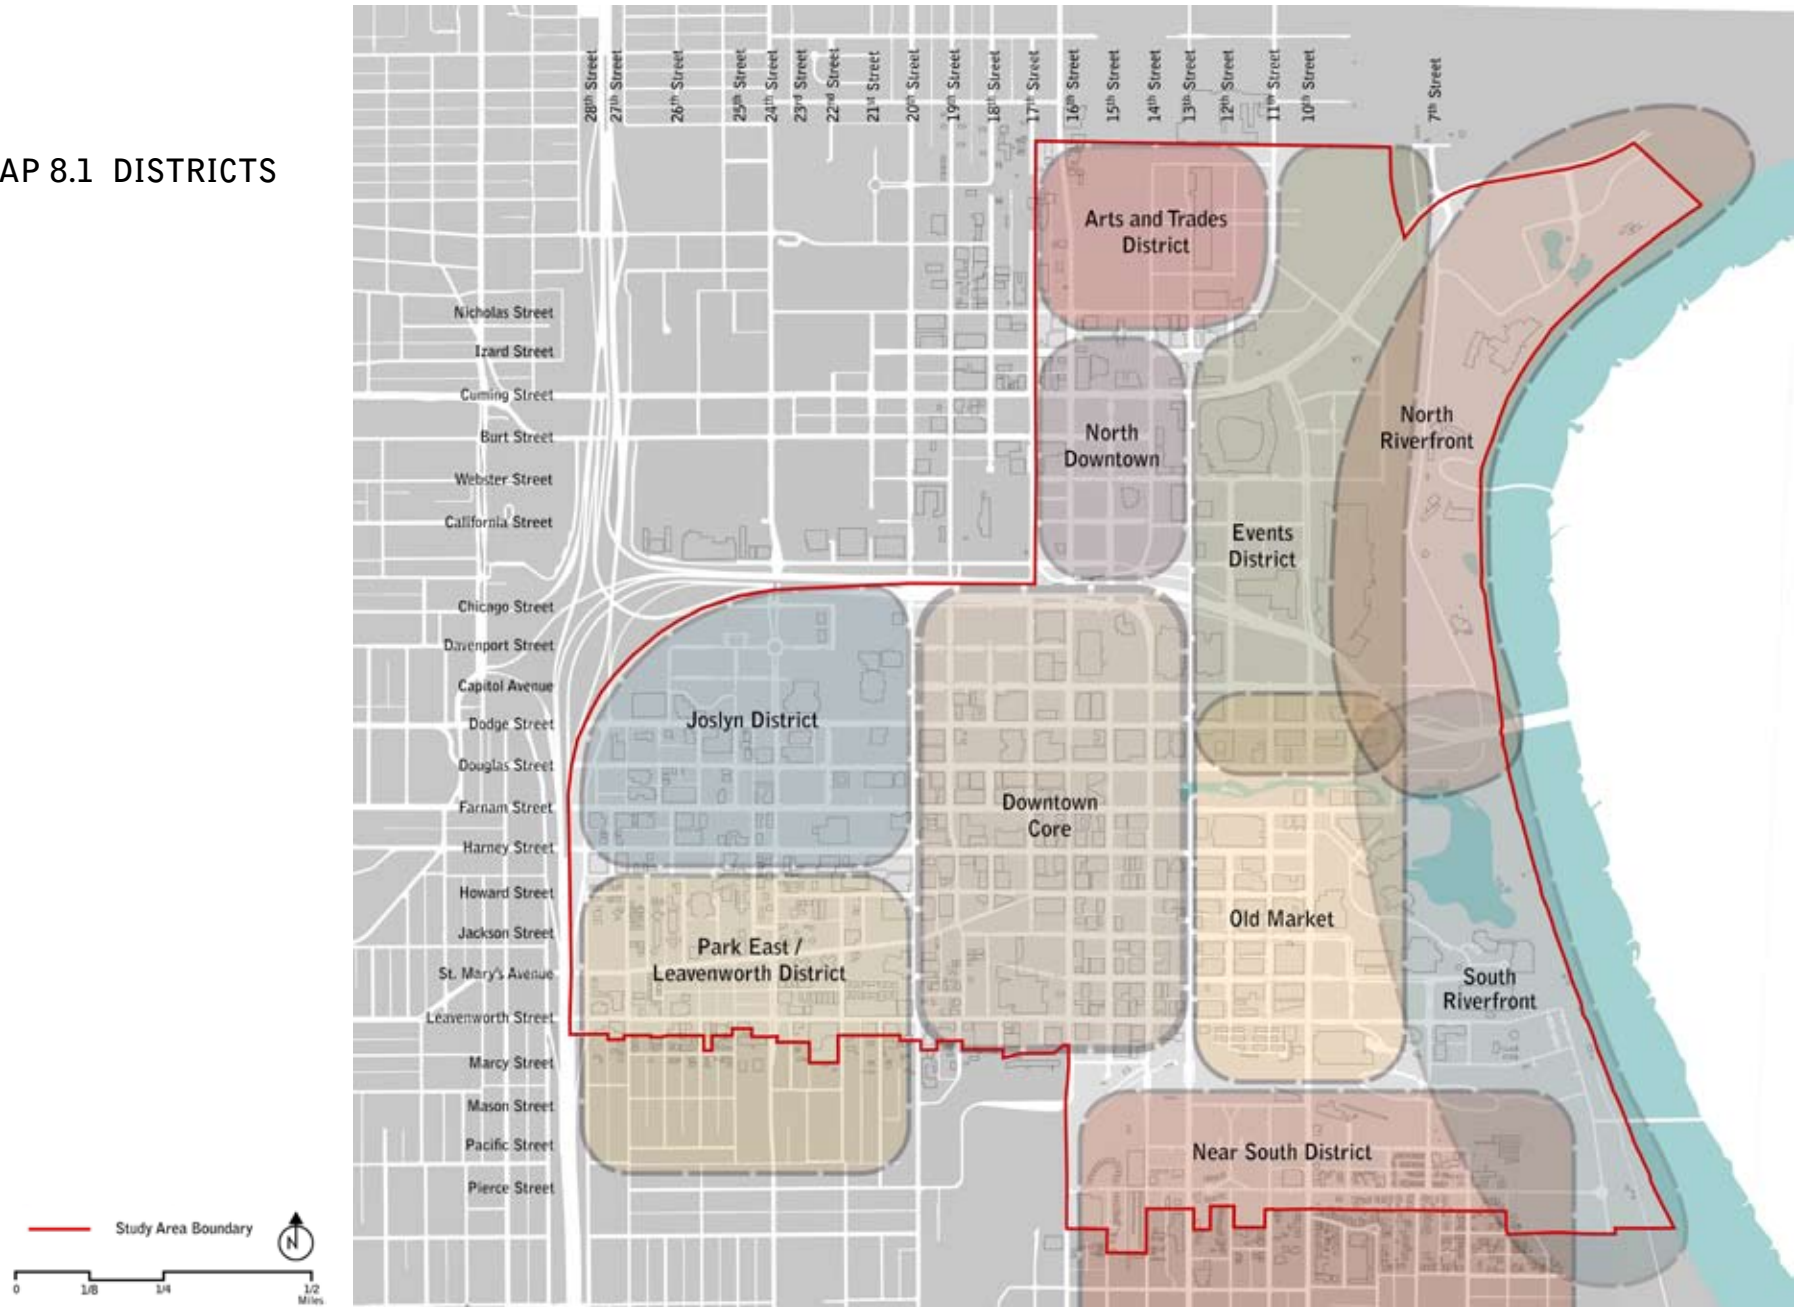 AP 8.1 DISTRICTS
28th Street
27th Street
26th Street
25th Street
24th Street
23rd Street
22nd Street
21st Street
20th Street
19th Street
18th Street
17th Street
16th Street
15th Street
14th Street
13th Street
12th Street
11th Street
10th Street
7th Street
Arts and Trades
District
Nicholas Street
Izard Street
Cuming Street
Burt Street
Webster Street
California Street
Chicago Street
Davenport Street
Capitol Avenue
Dodge Street
Douglas Street
Farnam Street
Harney Street
Howard Street
Jackson Street
St. Mary's Avenue
Leavenworth Street
Marcy Street
Mason Street
Pacific Street
Pierce Street
North
Downtown
North
Riverfront
Events
District
Joslyn District
Downtown
Core
Old Market
Park East /
Leavenworth District
South
Riverfront
Near South District
Study Area Boundary
N
0 1/8 1/4 1/2
Miles